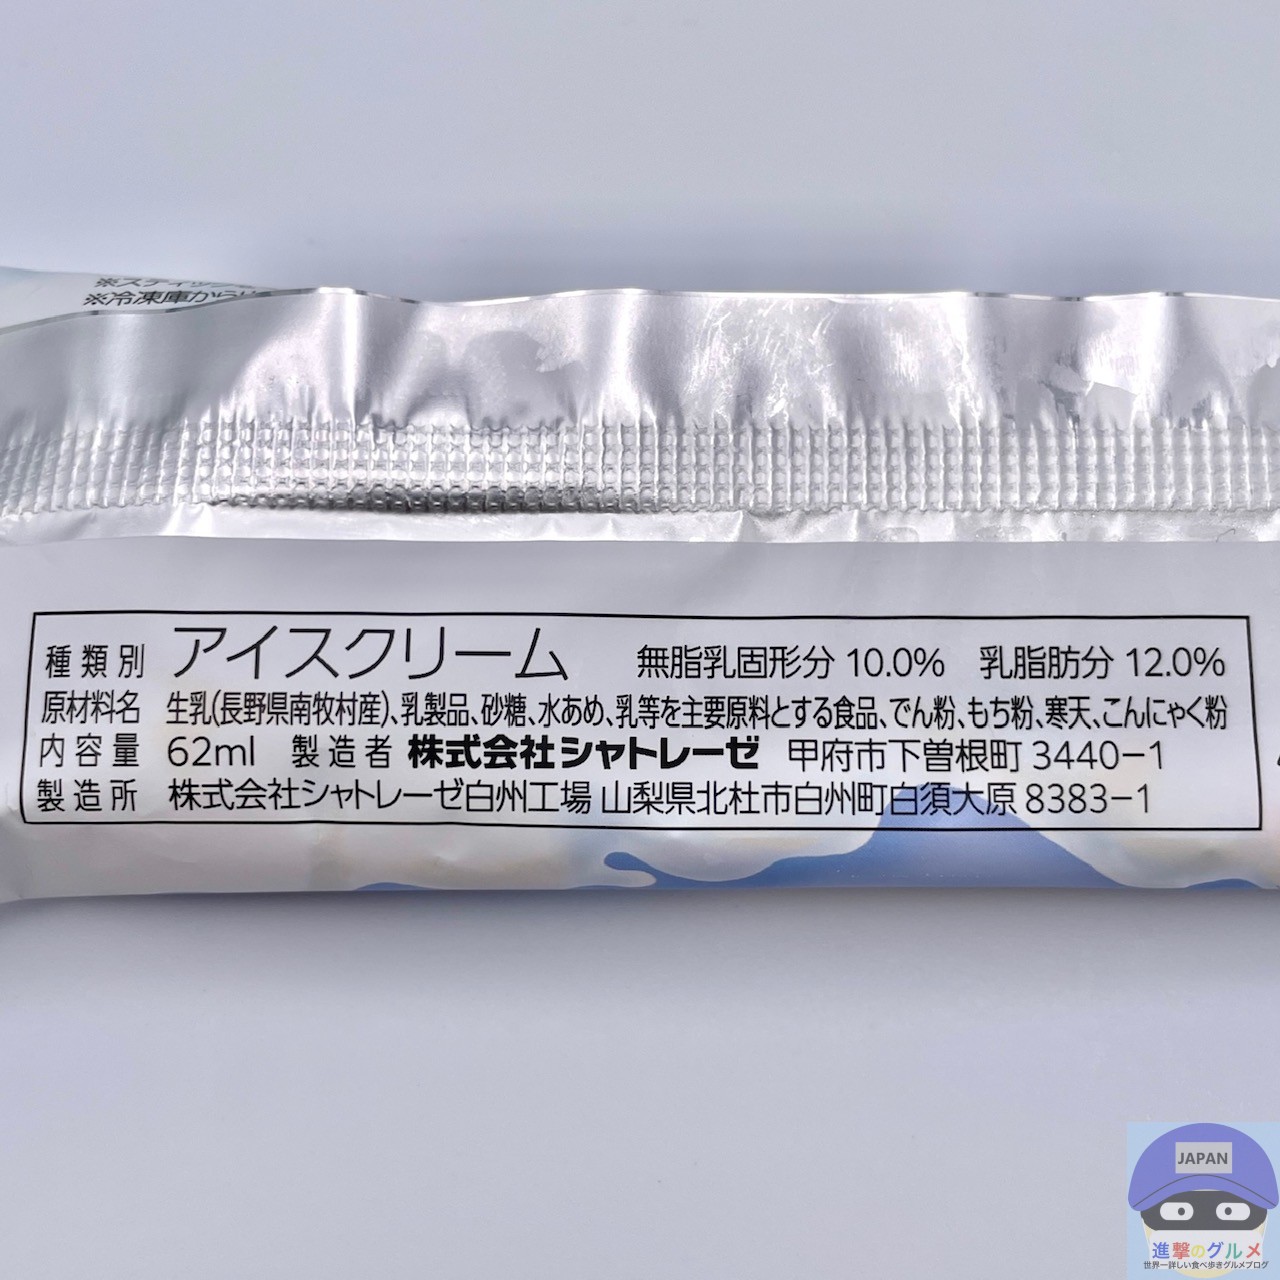 ※冷凍庫から
種類別 アイスクリーム 無脂乳固形分 10.0% 乳脂肪分 12.0%
原材料名 生乳(長野県南牧村産)、乳製品、砂糖、水あめ、乳等を主要原料とする食品、でん粉、もち粉、寒天、こんにゃく粉
内容量 62ml 製造者 株式会社シャトレーゼ 甲府市下曽根町 3440-1
製造所 株式会社シャトレーゼ白州工場 山梨県北杜市白州町白須大原 8383-1
JAPAN
進撃のグルメ
世界一詳しい食べ歩きグルメブログ